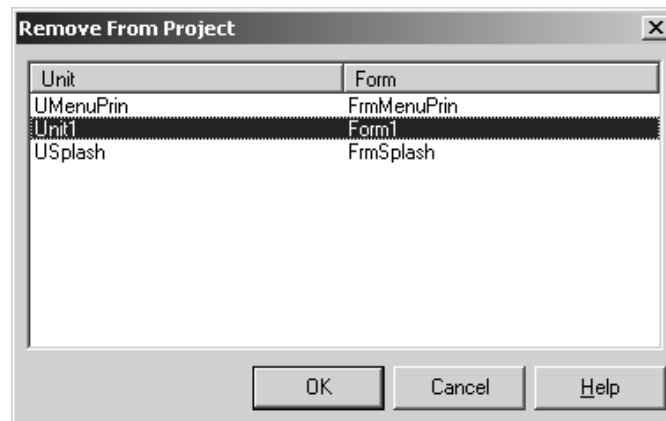 Remove From Project
Unit Form
UMenuPrin FrmMenuPrin
Unit1 Form1
USplash FrmSplash
OK Cancel Help